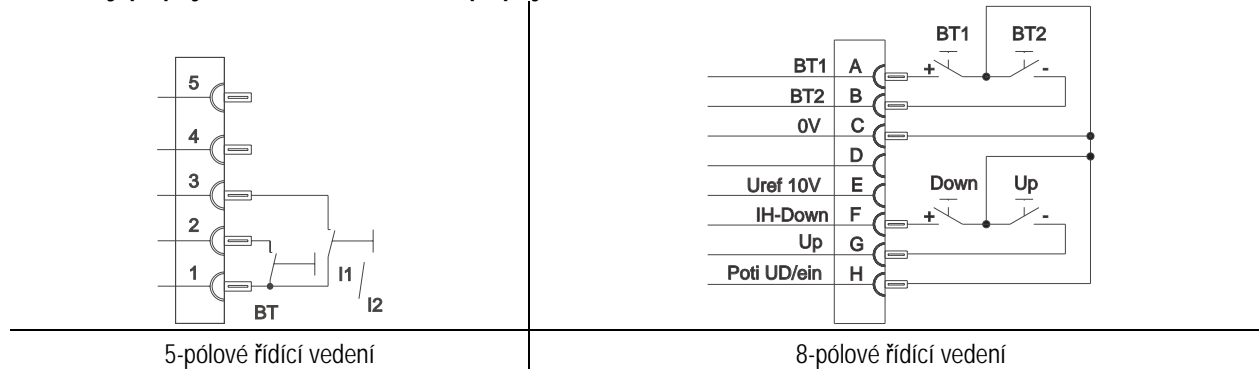 5
4
3
2
1
BT
I1
I2
5-pólové řídící vedení
BT1 BT2
BT1 A + -
BT2 B
0V C
D
Uref 10V E Down Up
IH-Down F + -
Up G
Poti UD/ein H
8-pólové řídící vedení